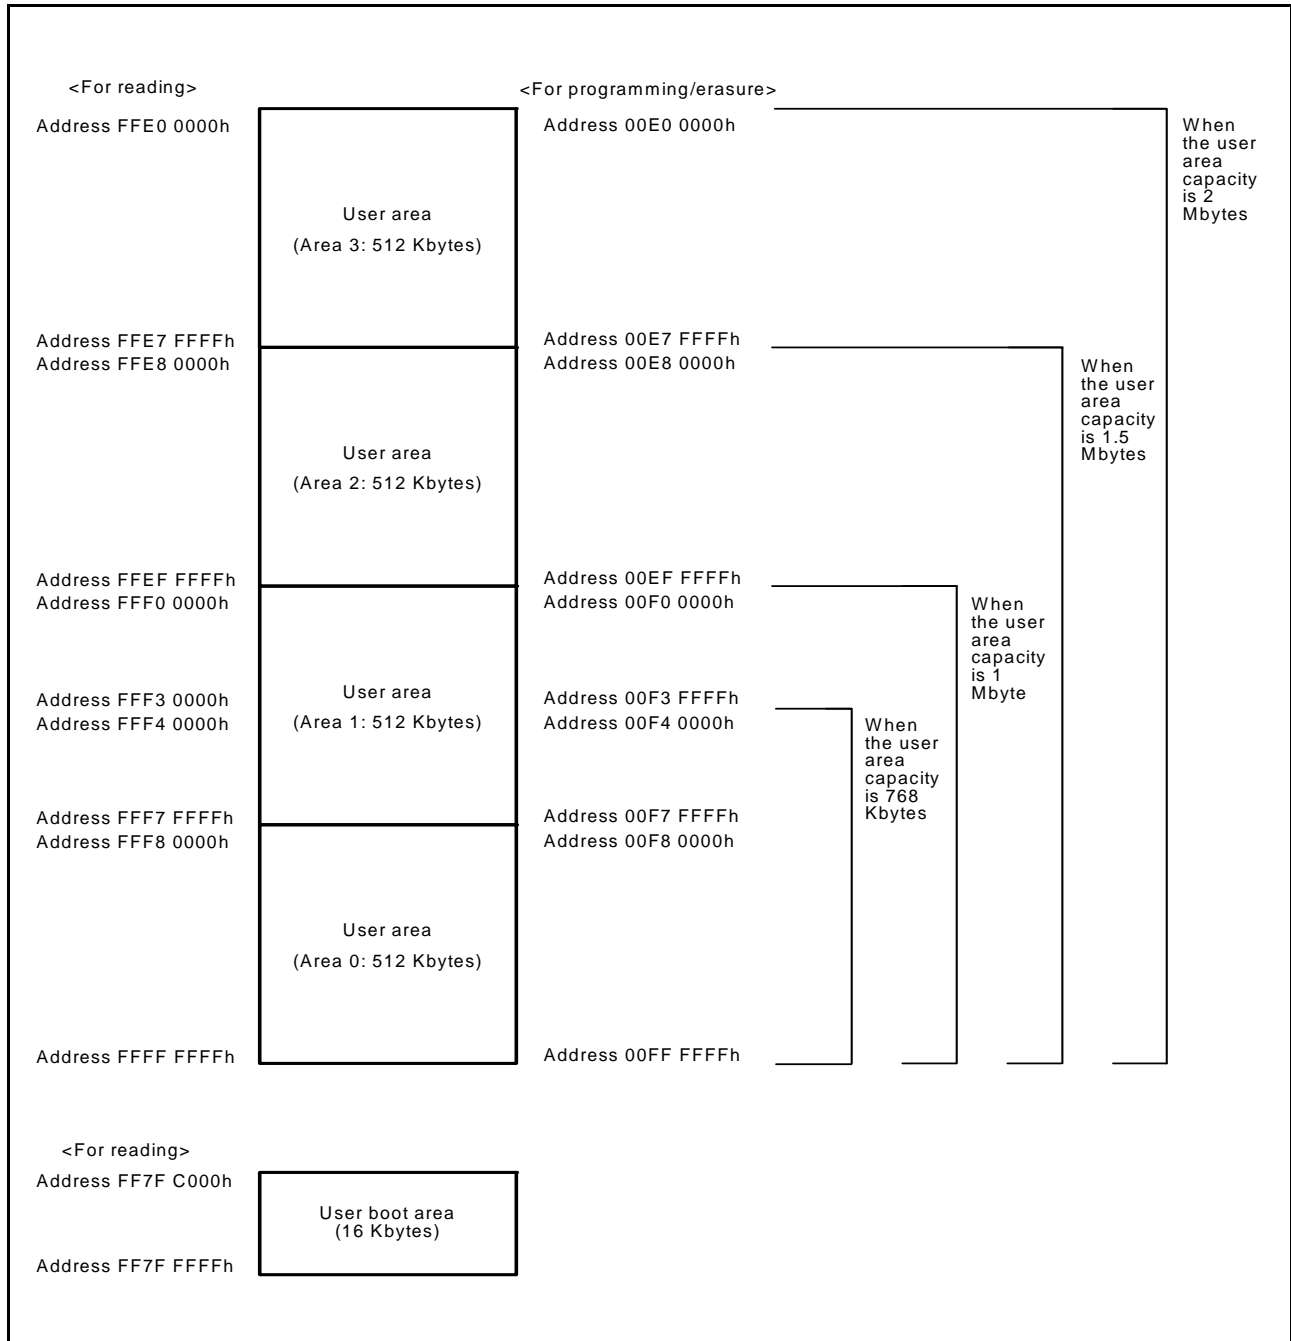 <For reading>
<For programming/erasure>
Address FFE0 0000h
Address 00E0 0000h
When
the user
area
capacity
is 2
Mbytes
User area
(Area 3: 512 Kbytes)
Address FFE7 FFFFh
Address 00E7 FFFFh
Address FFE8 0000h
Address 00E8 0000h
When
the user
area
capacity
is 1.5
Mbytes
User area
(Area 2: 512 Kbytes)
Address FFEF FFFFh
Address 00EF FFFFh
Address FFF0 0000h
Address 00F0 0000h
When
the user
area
capacity
is 1
Mbyte
User area
(Area 1: 512 Kbytes)
Address FFF3 0000h
Address 00F3 FFFFh
Address FFF4 0000h
Address 00F4 0000h
When
the user
area
capacity
is 768
Kbytes
Address FFF7 FFFFh
Address 00F7 FFFFh
Address FFF8 0000h
Address 00F8 0000h
User area
(Area 0: 512 Kbytes)
Address FFFF FFFFh
Address 00FF FFFFh
<For reading>
Address FF7F C000h
User boot area
(16 Kbytes)
Address FF7F FFFFh